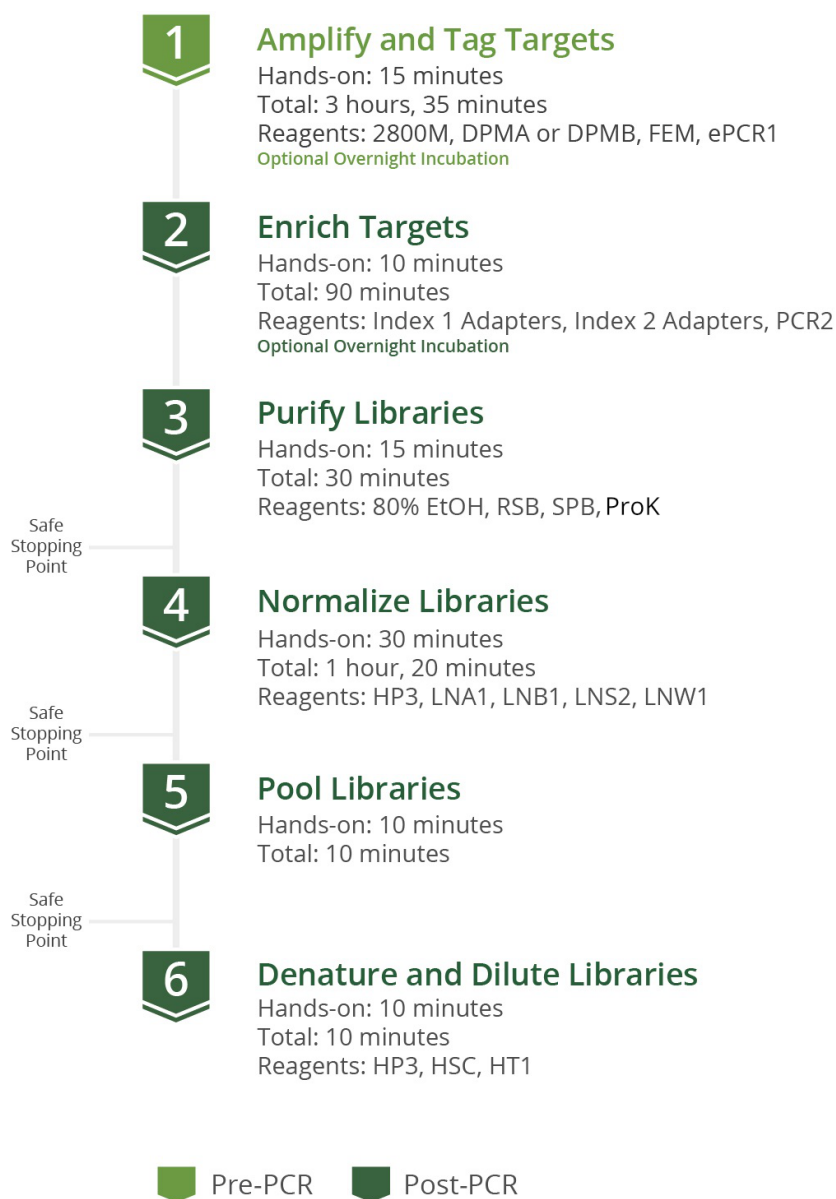 1
Amplify and Tag Targets
Hands-on: 15 minutes
Total: 3 hours, 35 minutes
Reagents: 2800M, DPMA or DPMB, FEM, ePCR1
Optional Overnight Incubation
2
Enrich Targets
Hands-on: 10 minutes
Total: 90 minutes
Reagents: Index 1 Adapters, Index 2 Adapters, PCR2
Optional Overnight Incubation
3
Purify Libraries
Hands-on: 15 minutes
Total: 30 minutes
Reagents: 80% EtOH, RSB, SPB, ProK
Safe
Stopping
Point
4
Normalize Libraries
Hands-on: 30 minutes
Total: 1 hour, 20 minutes
Reagents: HP3, LNA1, LNB1, LNS2, LNW1
Safe
Stopping
Point
5
Pool Libraries
Hands-on: 10 minutes
Total: 10 minutes
Safe
Stopping
Point
6
Denature and Dilute Libraries
Hands-on: 10 minutes
Total: 10 minutes
Reagents: HP3, HSC, HT1
Pre-PCR
Post-PCR